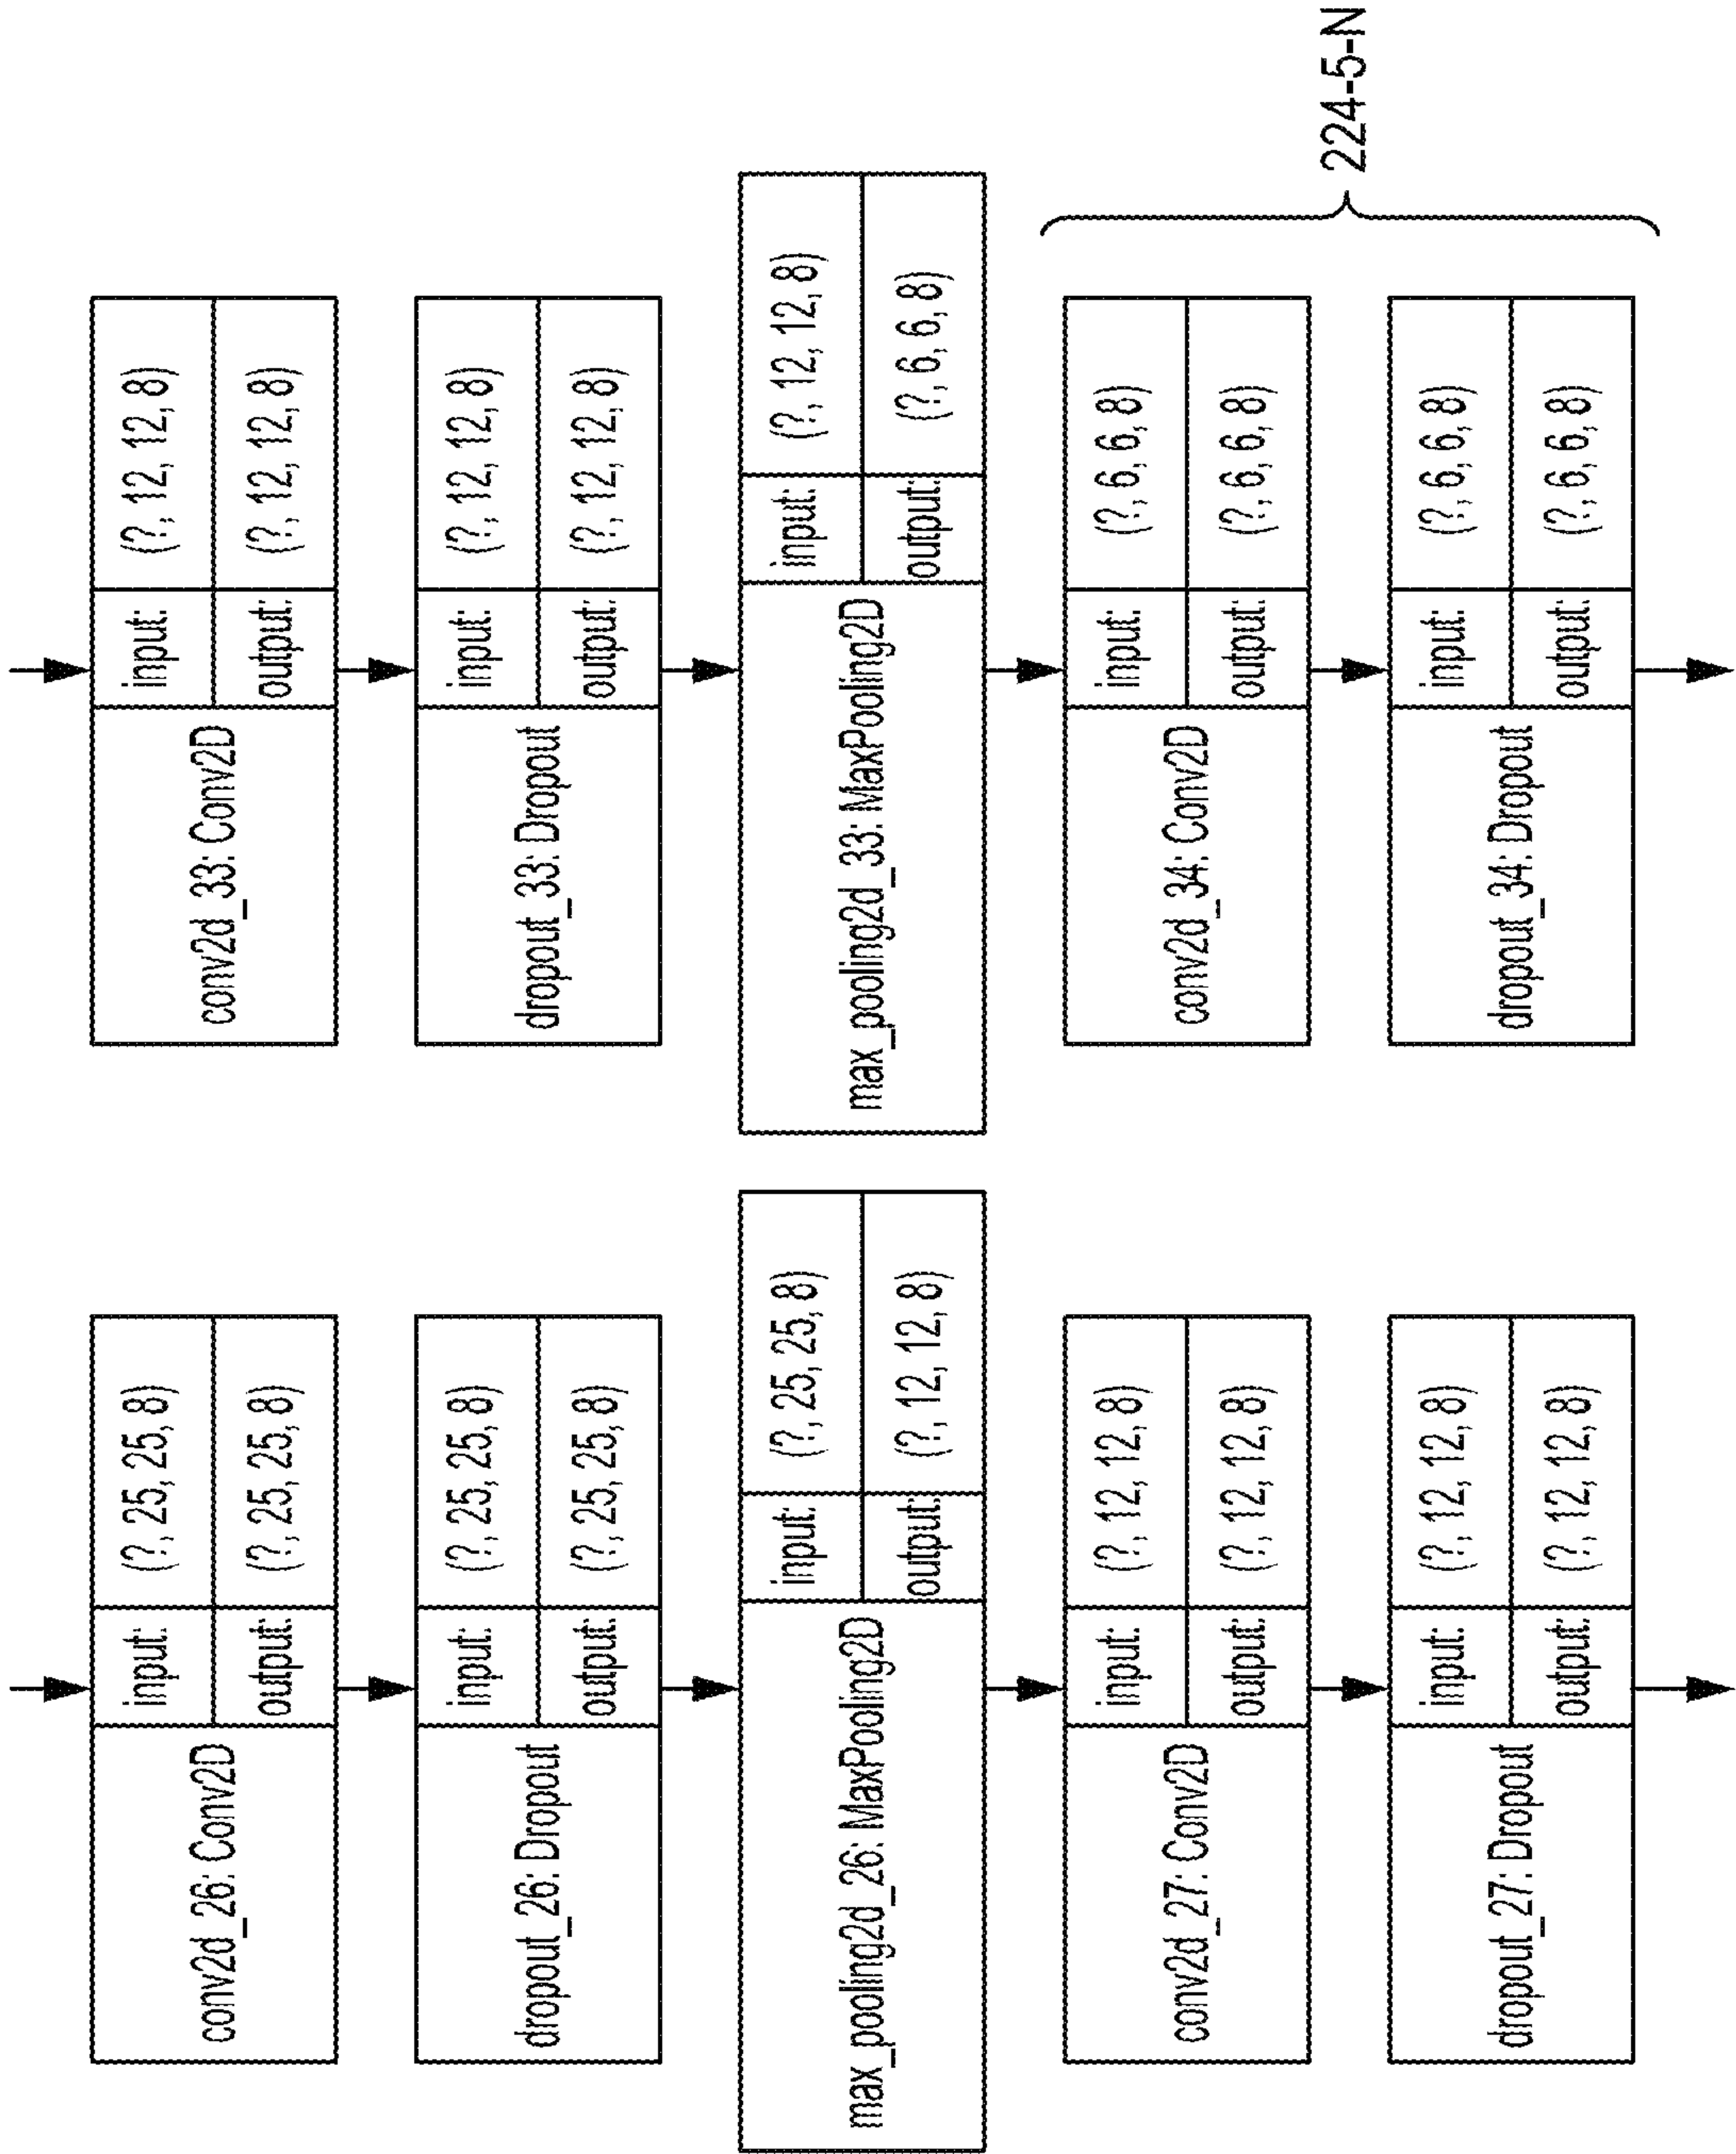 conv2d_26: Conv2D
input:
(?, 25, 25, 8)
output:
(?, 25, 25, 8)
dropout_26: Dropout
input:
(?, 25, 25, 8)
output:
(?, 25, 25, 8)
max_pooling2d_26: MaxPooling2D
input:
(?, 25, 25, 8)
output:
(?, 12, 12, 8)
conv2d_27: Conv2D
input:
(?, 12, 12, 8)
output:
(?, 12, 12, 8)
dropout_27: Dropout
input:
(?, 12, 12, 8)
output:
(?, 12, 12, 8)
conv2d_33: Conv2D
input:
(?, 12, 12, 8)
output:
(?, 12, 12, 8)
dropout_33: Dropout
input:
(?, 12, 12, 8)
output:
(?, 12, 12, 8)
max_pooling2d_33: MaxPooling2D
input:
(?, 12, 12, 8)
output:
(?, 6, 6, 8)
conv2d_34: Conv2D
input:
(?, 6, 6, 8)
output:
(?, 6, 6, 8)
dropout_34: Dropout
input:
(?, 6, 6, 8)
output:
(?, 6, 6, 8)
224-5-N